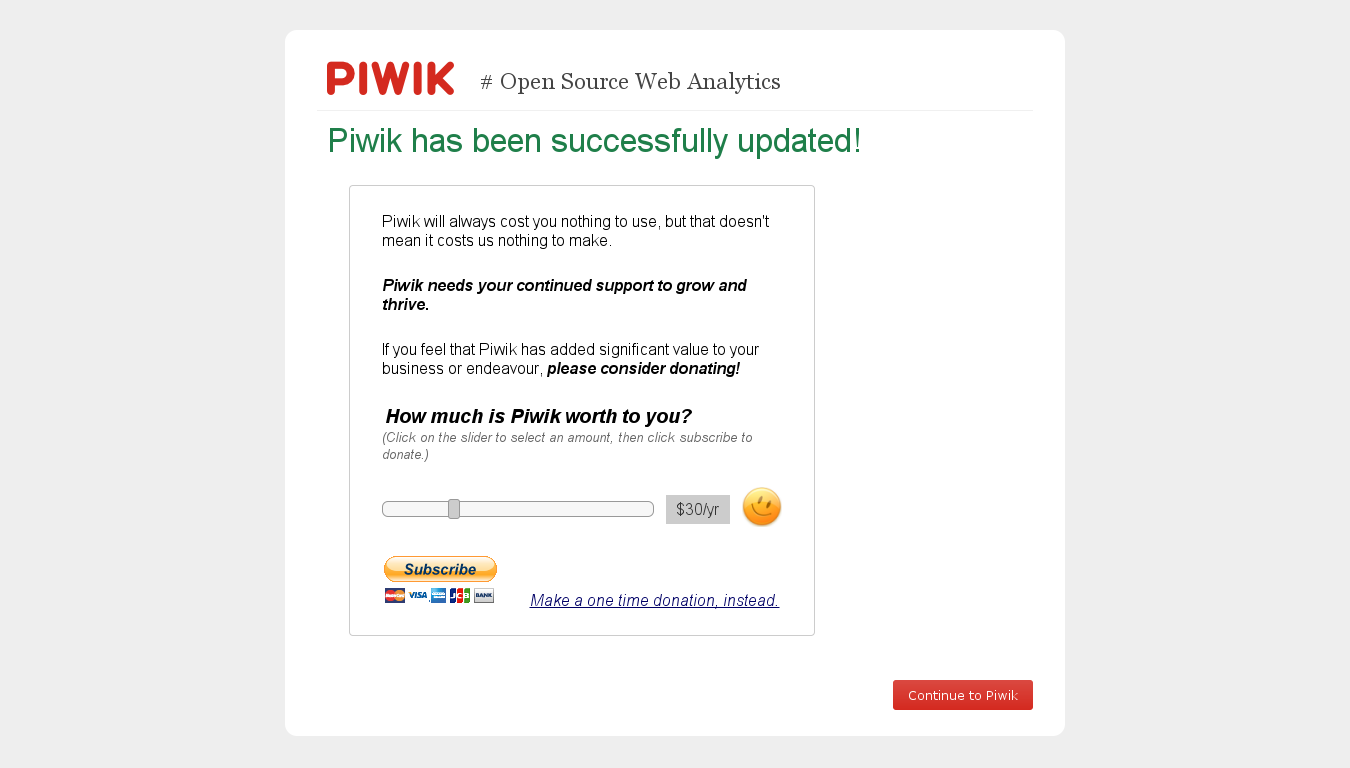 PIWIK # Open Source Web Analytics
Piwik has been successfully updated!
Piwik will always cost you nothing to use, but that doesn't
mean it costs us nothing to make.
Piwik needs your continued support to grow and
thrive.
If you feel that Piwik has added significant value to your
business or endeavour, please consider donating!
How much is Piwik worth to you?
(Click on the slider to select an amount, then click subscribe to
donate.)
$30/yr
Subscribe
VISA JCB BANK
Make a one time donation, instead.
Continue to Piwik